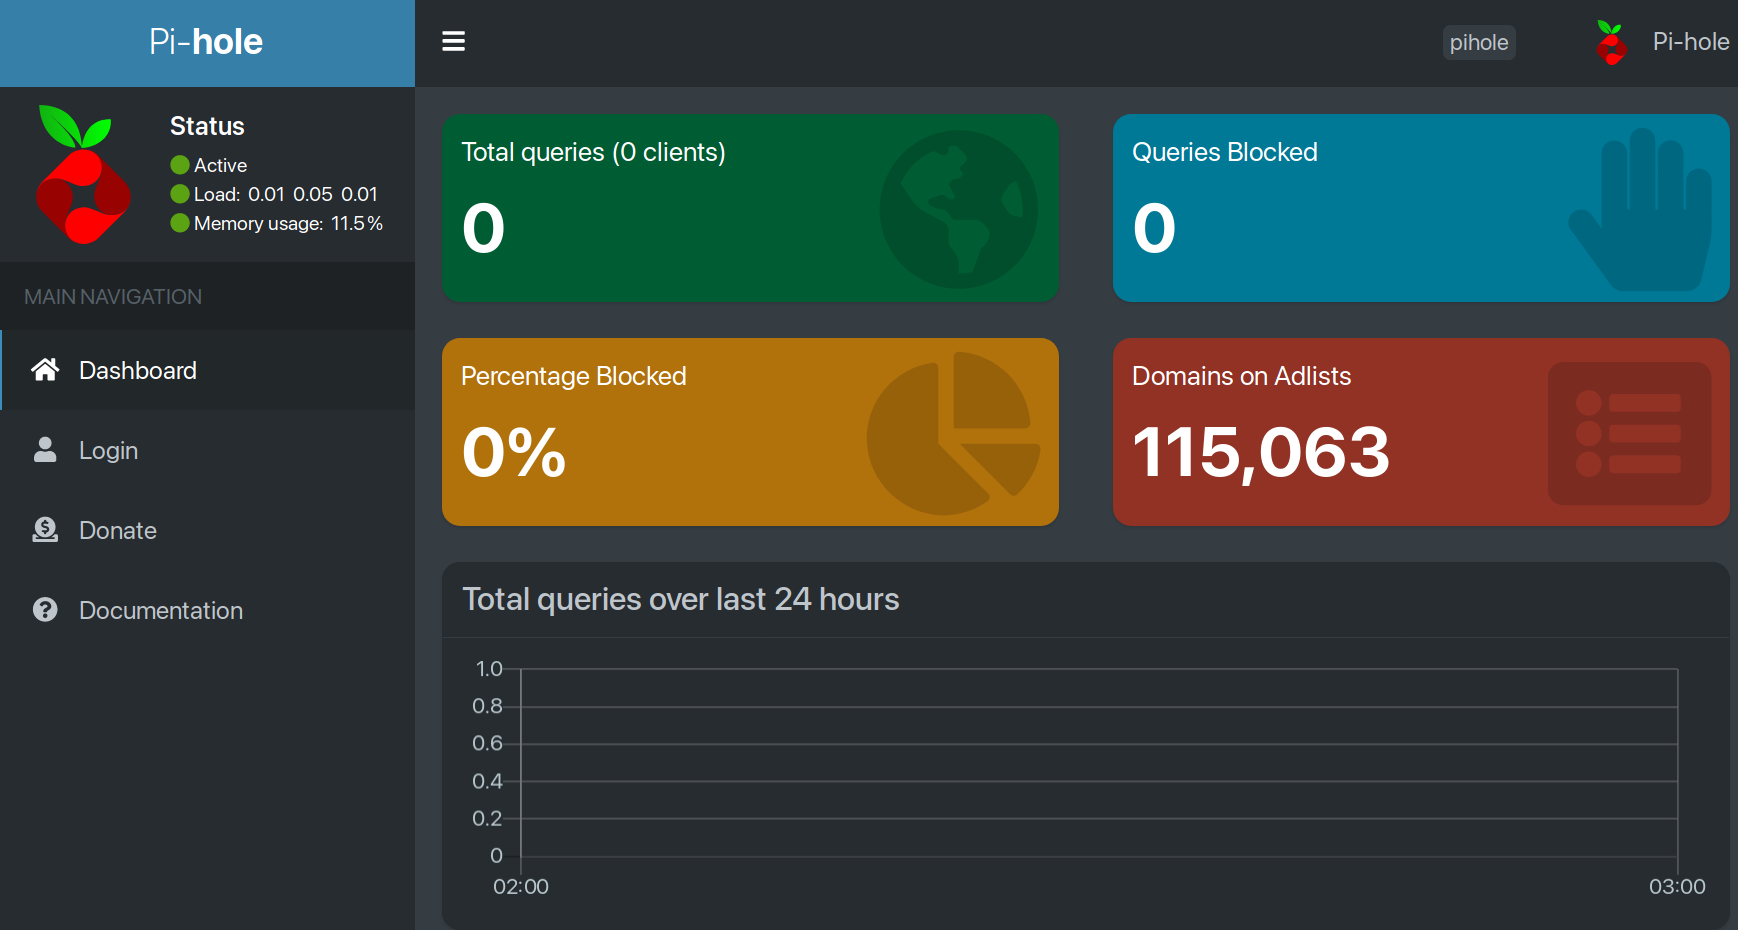 Pi-hole
pihole
Pi-hole
Status
Active
Load: 0.01 0.05 0.01
Memory usage: 11.5%
MAIN NAVIGATION
Dashboard
Login
Donate
Documentation
Total queries (0 clients)
0
Queries Blocked
0
Percentage Blocked
0%
Domains on Adlists
115,063
Total queries over last 24 hours
1.0
0.8
0.6
0.4
0.2
0
02:00 03:00